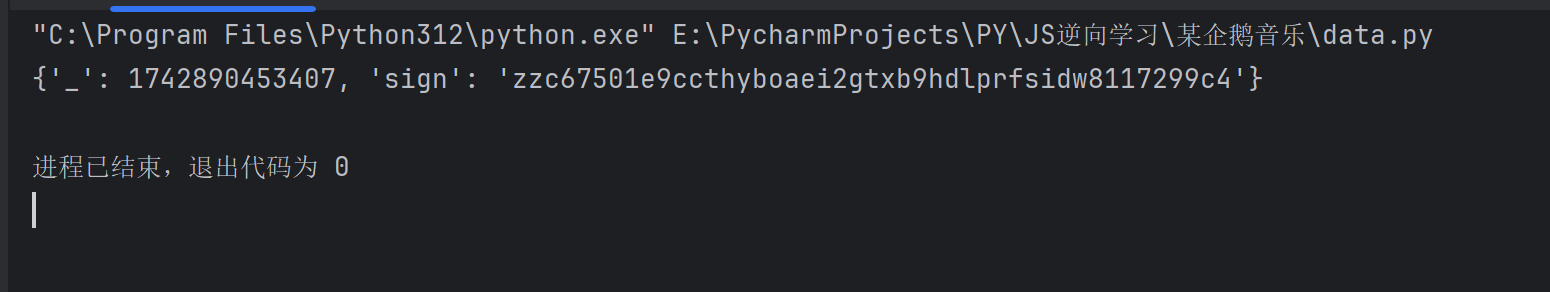 "C:\Program Files\Python312\python.exe" E:\PycharmProjects\PY\JS逆向学习\某企鹅音乐\data.py
{'_': 1742890453407, 'sign': 'zzc67501e9ccthyboaei2gtxb9hdlprfsidw8117299c4'}
进程已结束，退出代码为 0